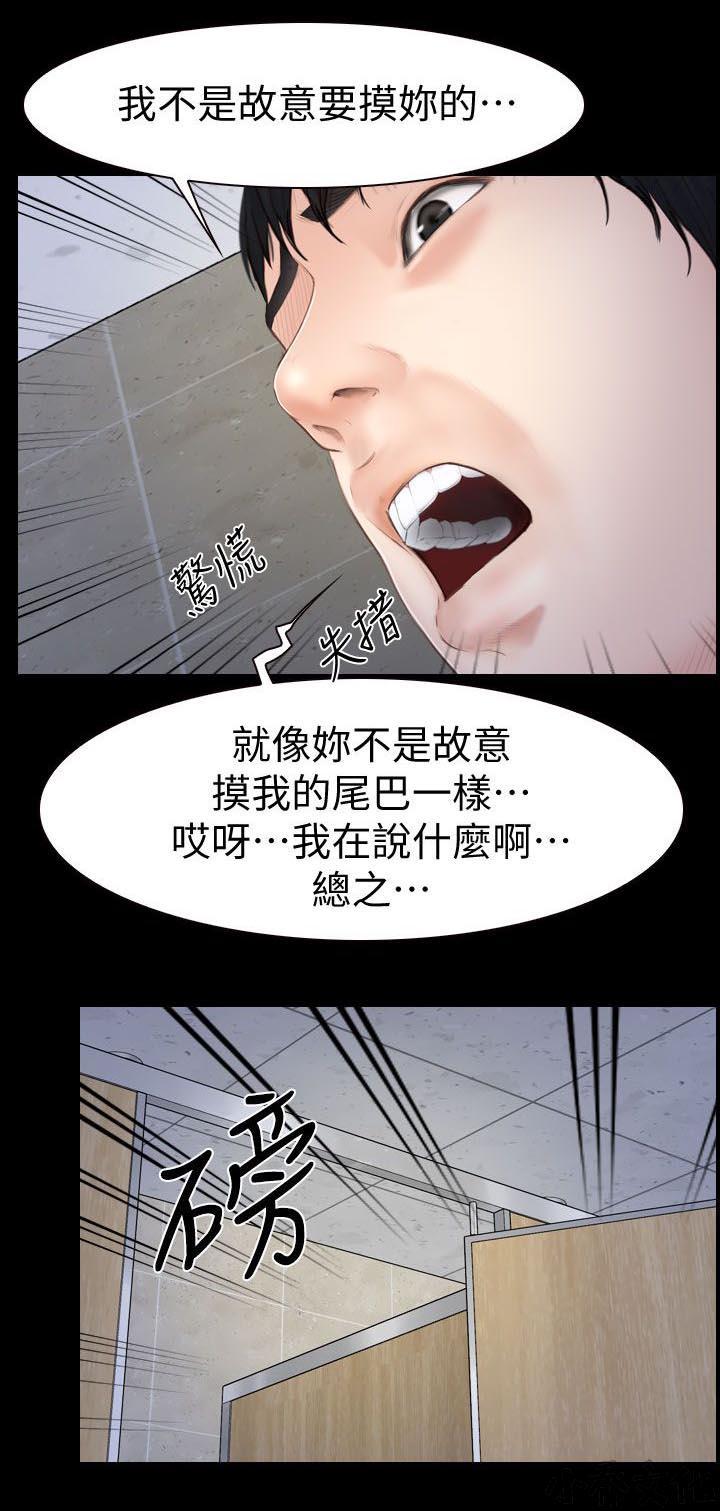 我不是故意要摸妳的⋯
驚慌
失措
就像妳不是故意
摸我的尾巴一樣⋯
哎呀⋯我在說什麼啊⋯
總之⋯
磅